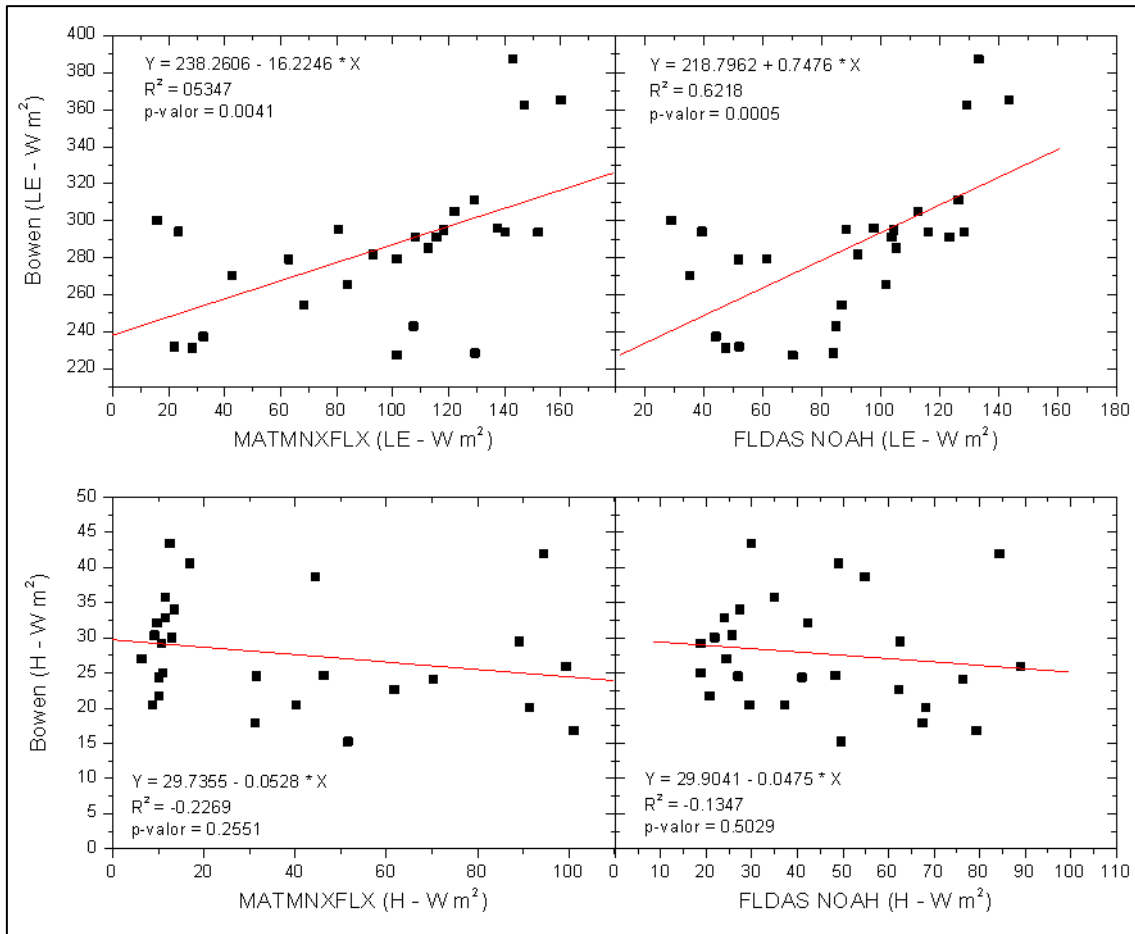 400
380
360
340
320
300
280
260
240
220
Bowen (LE - W m²)
Y = 238.2606 - 16.2246 * X
R² = 05347
p-valor = 0.0041
0 20 40 60 80 100 120 140 160
MATMNXFLX (LE - W m²)
Y = 218.7962 + 0.7476 * X
R² = 0.6218
p-valor = 0.0005
20 40 60 80 100 120 140 160 180
FLDAS NOAH (LE - W m²)
50
45
40
35
30
25
20
15
10
5
0
Bowen (H - W m²)
Y = 29.7355 - 0.0528 * X
R² = -0.2269
p-valor = 0.2551
0 20 40 60 80 100
MATMNXFLX (H - W m²)
Y = 29.9041 - 0.0475 * X
R² = -0.1347
p-valor = 0.5029
0 10 20 30 40 50 60 70 80 90 100 110
FLDAS NOAH (H - W m²)